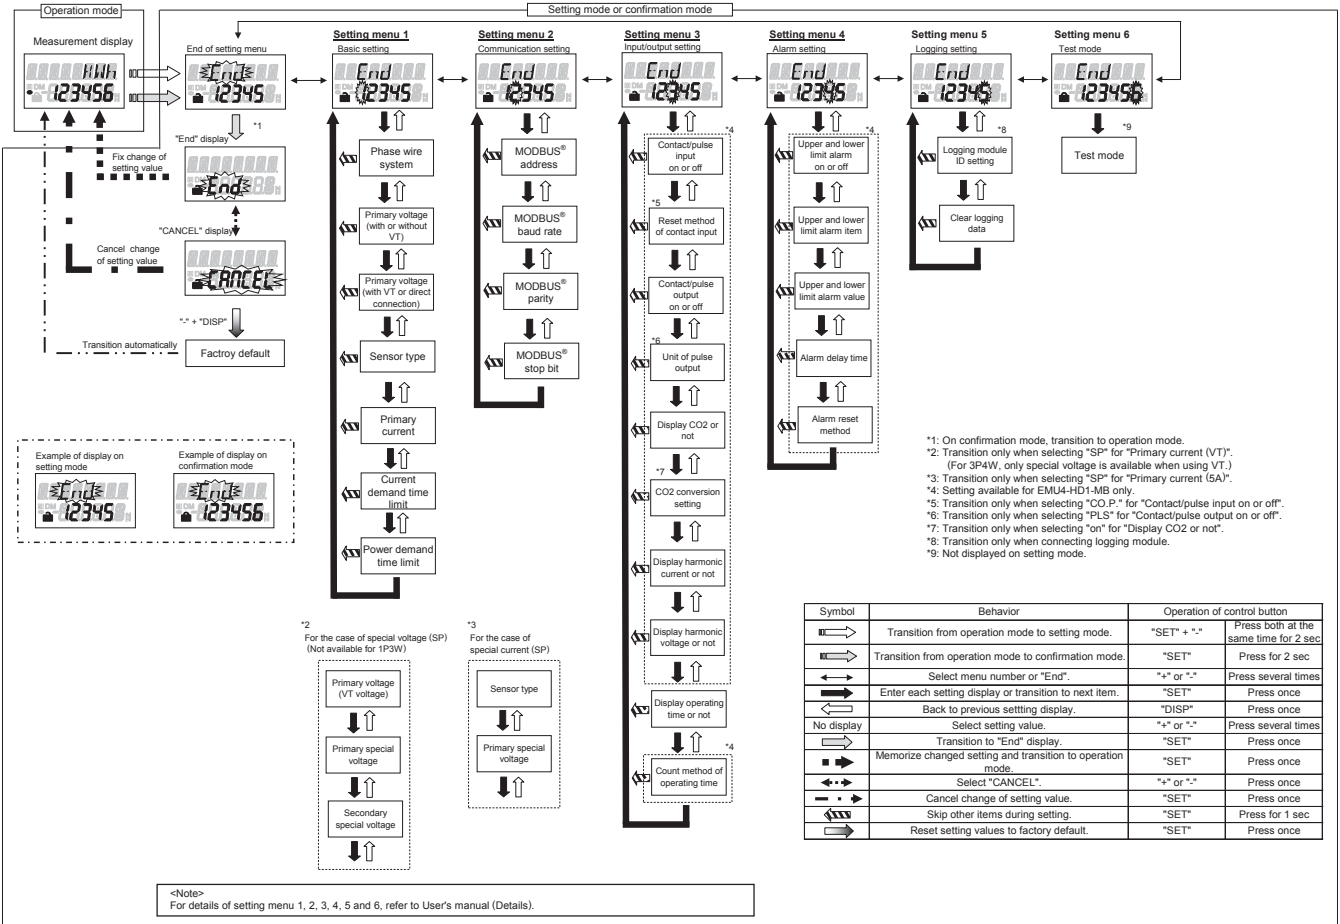 Operation mode
Setting mode or confirmation mode
Measurement display
KWh
123456
End of setting menu
End
12345
*1
"End" display
End
Fix change of
setting value
"CANCEL" display
CANCEL
Cancel change
of setting value
"-" + "DISP"
Transition automatically
Factroy default
Setting menu 1
Basic setting
End
12345
Phase wire
system
Primary voltage
(with or without
VT)
Primary voltage
(with VT or direct
connection)
Sensor type
Primary
current
Current
demand time
limit
Power demand
time limit
Setting menu 2
Communication setting
End
12345
MODBUS®
address
MODBUS®
baud rate
MODBUS®
parity
MODBUS®
stop bit
Setting menu 3
Input/output setting
End
12345
*4
Contact/pulse
input
on or off
*5
Reset method
of contact input
Contact/pulse
output
on or off
*6
Unit of pulse
output
Display CO2 or
not
*7
CO2 conversion
setting
Display harmonic
current or not
Display harmonic
voltage or not
Display operating
time or not
*4
Count method of
operating time
Setting menu 4
Alarm setting
End
12345
*4
Upper and lower
limit alarm
on or off
Upper and lower
limit alarm item
Upper and lower
limit alarm value
Alarm delay time
Alarm reset
method
Setting menu 5
Logging setting
End
12345
*8
Logging module
ID setting
Clear logging
data
Setting menu 6
Test mode
End
123456
*9
Test mode
Example of display on
setting mode
End
12345
Example of display on
confirmation mode
End
123456
*2
For the case of special voltage (SP)
(Not available for 1P3W)
Primary voltage
(VT voltage)
Primary special
voltage
Secondary
special voltage
*3
For the case of
special current (SP)
Sensor type
Primary special
voltage
*1: On confirmation mode, transition to operation mode.
*2: Transition only when selecting "SP" for "Primary current (VT)".
(For 3P4W, only special voltage is available when using VT.)
*3: Transition only when selecting "SP" for "Primary current (5A)".
*4: Setting available for EMU4-HD1-MB only.
*5: Transition only when selecting "CO.P." for "Contact/pulse input on or off".
*6: Transition only when selecting "PLS" for "Contact/pulse output on or off".
*7: Transition only when selecting "on" for "Display CO2 or not".
*8: Transition only when connecting logging module.
*9: Not displayed on setting mode.
Symbol Behavior Operation of control button
Transition from operation mode to setting mode. "SET" + "-" Press both at the same time for 2 sec
Transition from operation mode to confirmation mode. "SET" Press for 2 sec
Select menu number or "End". "+" or "-" Press several times
Enter each setting display or transition to next item. "SET" Press once
Back to previous settting display. "DISP" Press once
No display Select setting value. "+" or "-" Press several times
Transition to "End" display. "SET" Press once
Memorize changed setting and transition to operation mode. "SET" Press once
Select "CANCEL". "+" or "-" Press once
Cancel change of setting value. "SET" Press once
Skip other items during setting. "SET" Press for 1 sec
Reset setting values to factory default. "SET" Press once
<Note>
For details of setting menu 1, 2, 3, 4, 5 and 6, refer to User's manual (Details).